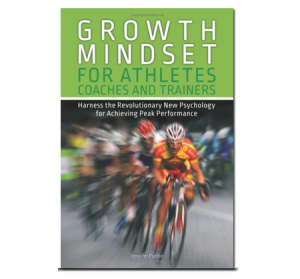 GROWTH
MINDSET
FOR ATHLETES
COACHES AND TRAINERS
Harness the Revolutionary New Psychology
for Achieving Peak Performance